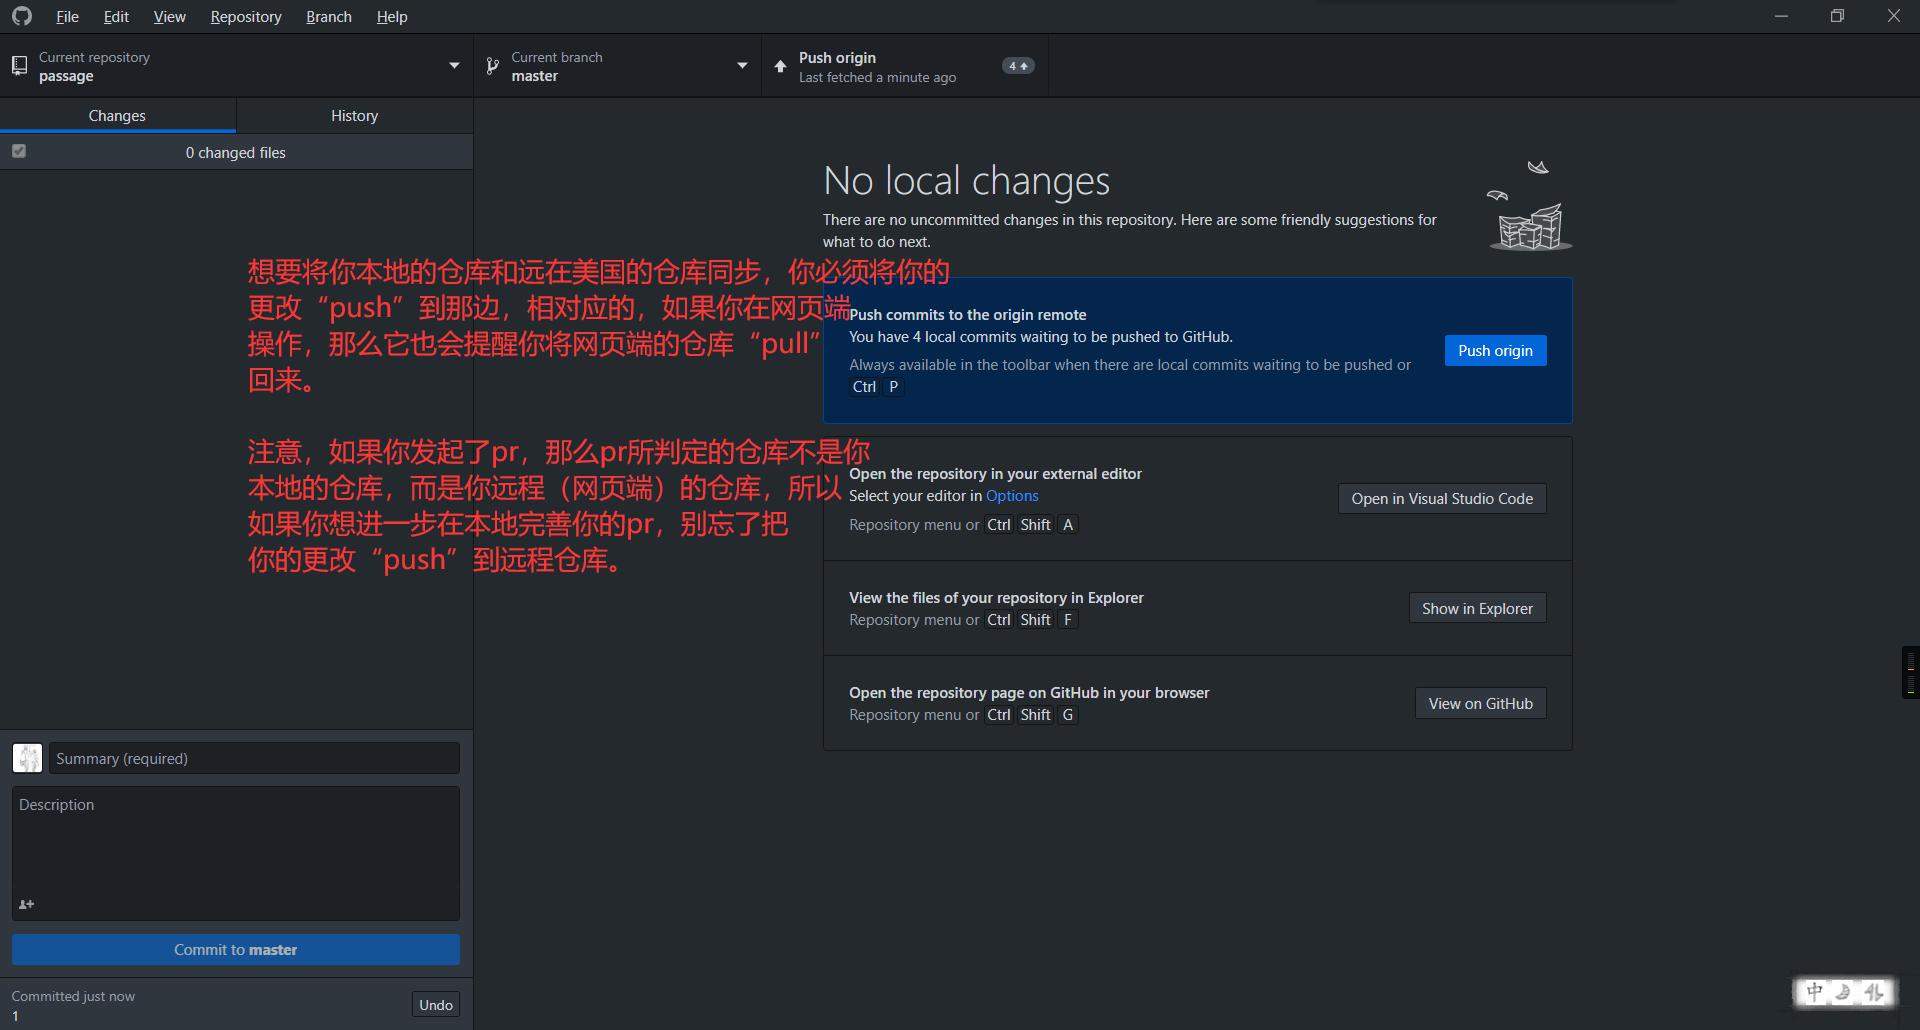 File Edit View Repository Branch Help
Current repository
passage
Current branch
master
Push origin
Last fetched a minute ago
4
Changes
History
0 changed files
No local changes
There are no uncommitted changes in this repository. Here are some friendly suggestions for
what to do next.
想要将你本地的仓库和远在美国的仓库同步，你必须将你的
更改“push”到那边，相对应的，如果你在网页端
操作，那么它也会提醒你将网页端的仓库“pull”
回来。
注意，如果你发起了pr，那么pr所判定的仓库不是你
本地的仓库，而是你远程（网页端）的仓库，所以
如果你想进一步在本地完善你的pr，别忘了把
你的更改“push”到远程仓库。
Push commits to the origin remote
You have 4 local commits waiting to be pushed to GitHub.
Always available in the toolbar when there are local commits waiting to be pushed or
Ctrl P
Push origin
Open the repository in your external editor
Select your editor in Options
Repository menu or Ctrl Shift A
Open in Visual Studio Code
View the files of your repository in Explorer
Repository menu or Ctrl Shift F
Show in Explorer
Open the repository page on GitHub in your browser
Repository menu or Ctrl Shift G
View on GitHub
Summary (required)
Description
Commit to master
Committed just now
1
Undo
中